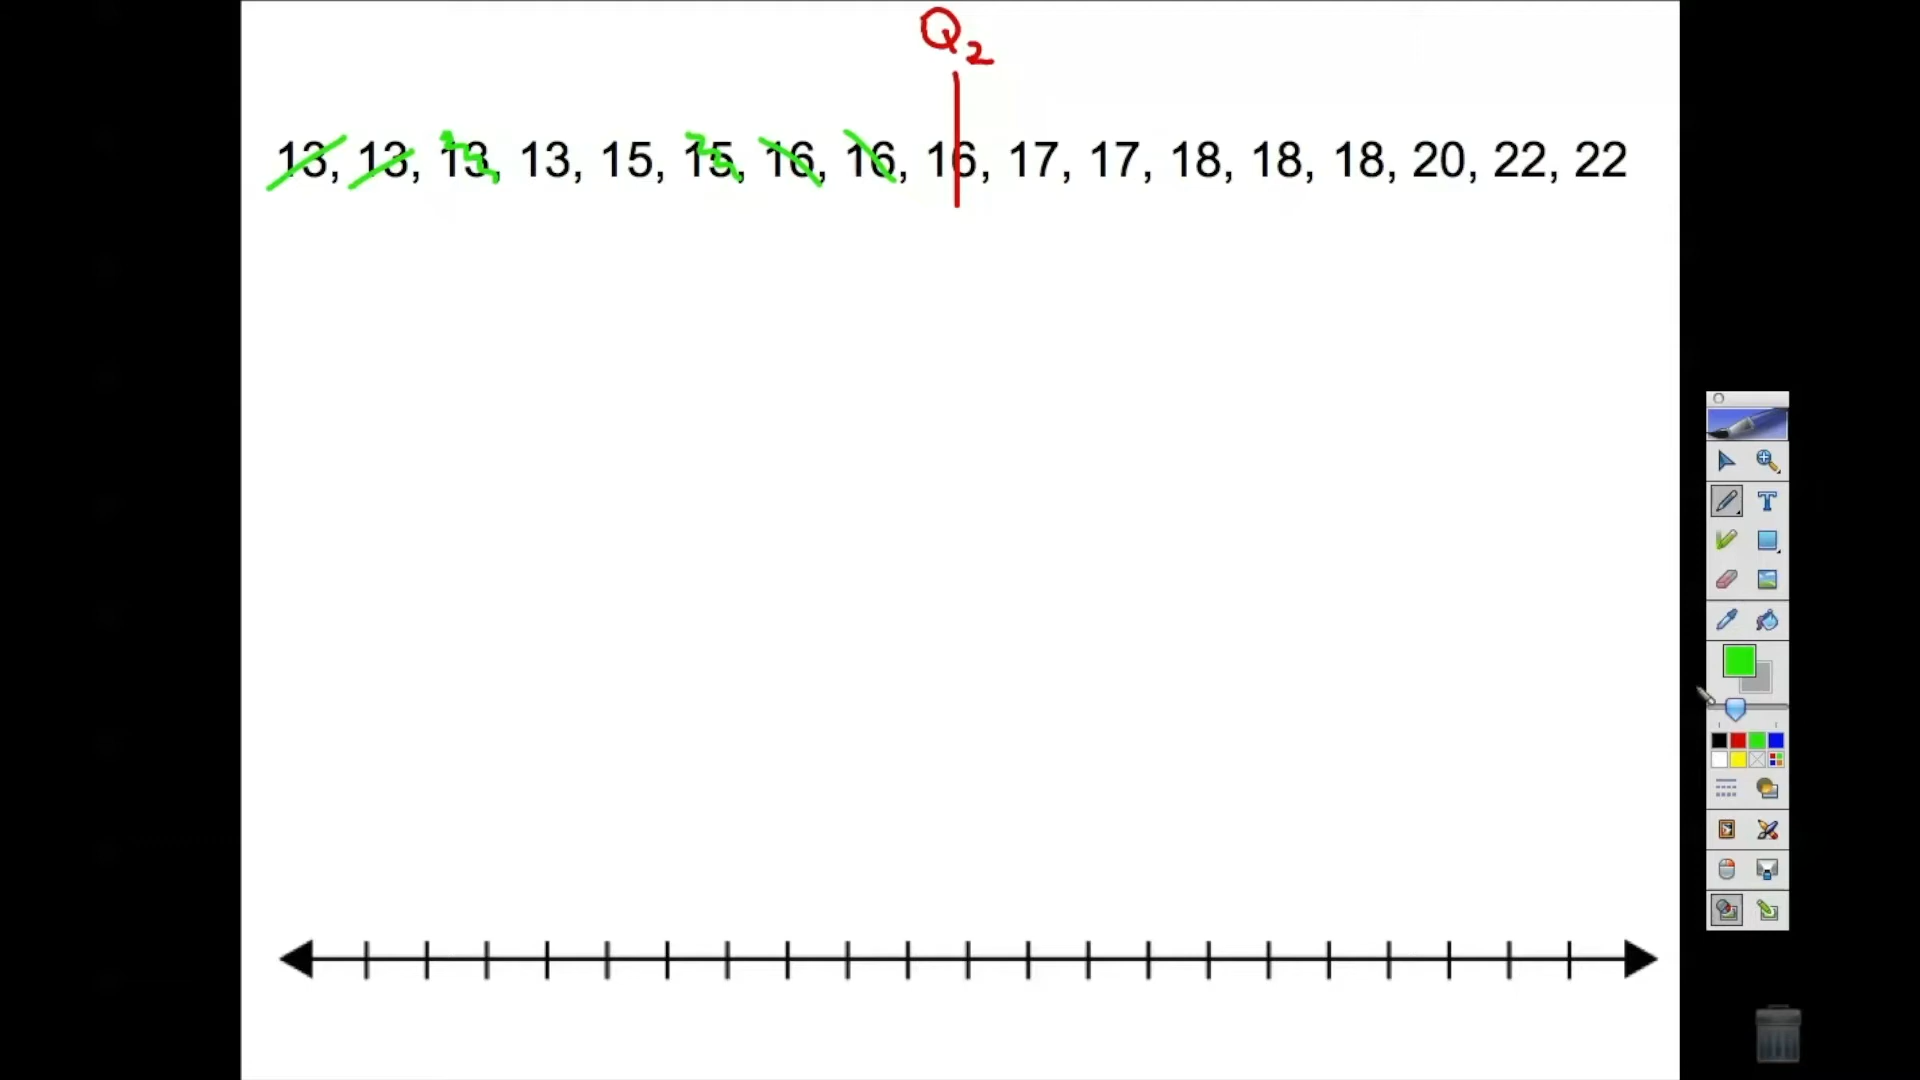 Q2
13, 13, 13, 13, 15, 15, 16, 16, 16, 17, 17, 18, 18, 18, 20, 22, 22
T